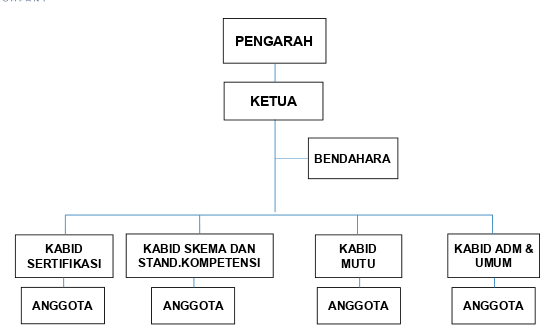 PENGARAH
KETUA
BENDAHARA
KABID
SERTIFIKASI
KABID SKEMA DAN
STAND.KOMPETENSI
KABID
MUTU
KABID ADM &
UMUM
ANGGOTA
ANGGOTA
ANGGOTA
ANGGOTA